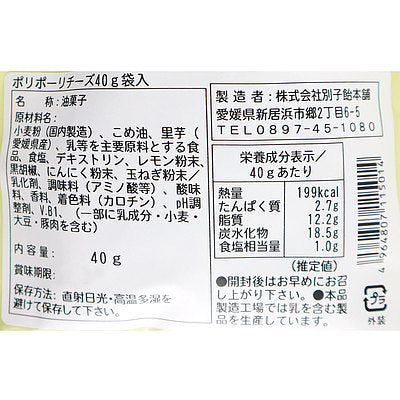 ポリポーリチーズ40g袋入
名　称:油菓子
原材料名:
小麦粉(国内製造)、こめ油、里芋(
愛媛県産)、乳等を主要原料とする食
品、食塩、デキストリン、レモン粉末、
黒胡椒、にんにく粉末、玉ねぎ粉末/
乳化剤、調味料(アミノ酸等)、酸味
料、香料、着色料(カロチン)、pH調
整剤、V.B1、(一部に乳成分・小麦・
大豆・豚肉を含む)
内容量:
40g
賞味期限:
保存方法:直射日光・高温多湿を
避けて保存して下さい。
製造者:株式会社別子飴本舗
愛媛県新居浜市郷2丁目6-5
TEL0897-45-1080
栄養成分表示/
40gあたり
熱量 199kcal
たんぱく質 2.7g
脂質 12.2g
炭水化物 18.5g
食塩相当量 1.0g
(推定値)
●開封後はお早めにお召
し上がり下さい。●本品
製造工場では乳を含む製
品を生産しています。
4964807115014
プラ
外装